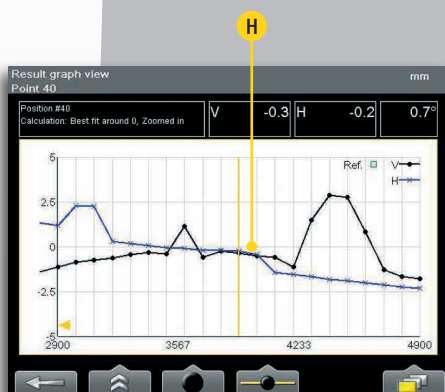 H
Result graph view mm
Point 40
Position #40
Calculation: Best fit around 0, Zoomed in
V -0.3 H -0.2 0.7°
5
Ref. V
H
2.5
0
-2.5
-5
2900 3567 4233 4900